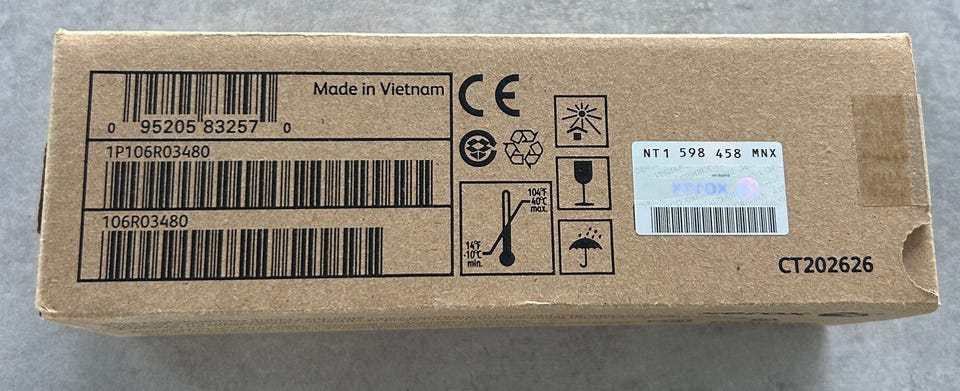 Made in Vietnam
0 95205 83257 0
1P106R03480
106R03480
CE
104°F
40°C
max.
14°F
-10°C
min.
NT1 598 458 MNX
xerox
CT202626